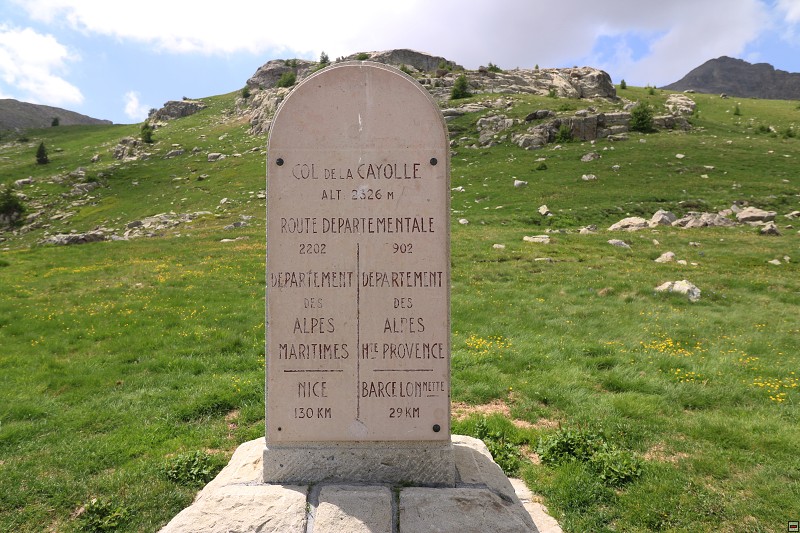 COL DE LA CAYOLLE
ALT 2326 M
ROUTE DEPARTEMENTALE
2202 902
DEPARTEMENT
DES
ALPES
MARITIMES
NICE
130 KM
DEPARTEMENT
DES
ALPES
HTE PROVENCE
BARCELONNETTE
29 KM